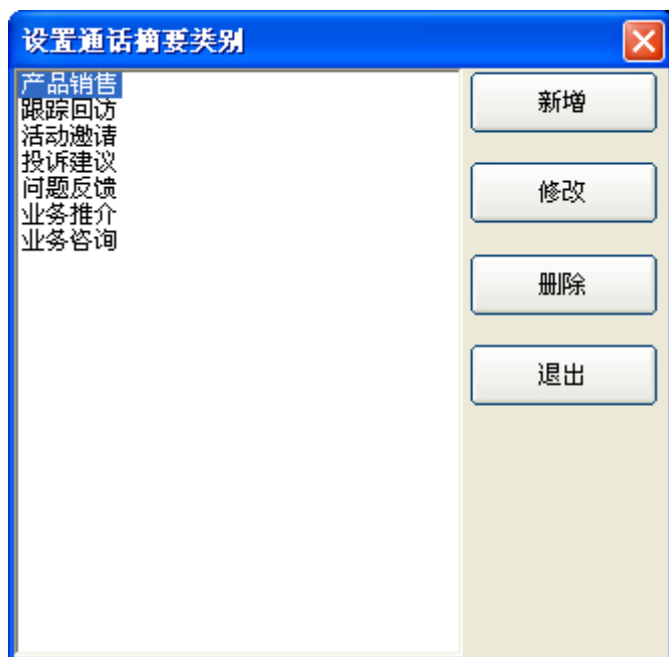 设置通话摘要类别
产品销售
跟踪回访
活动邀请
投诉建议
问题反馈
业务推介
业务咨询
新增
修改
删除
退出